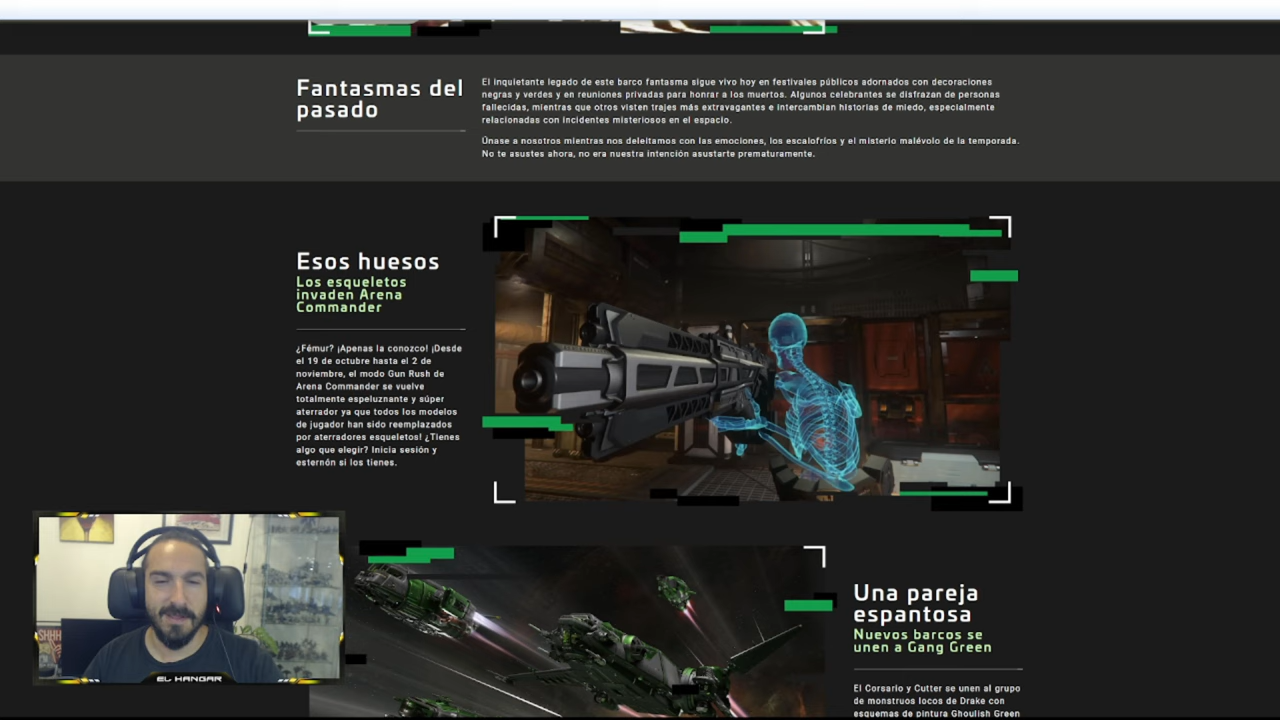 Fantasmas del
pasado
El inquietante legado de este barco fantasma sigue vivo hoy en festivales públicos adornados con decoraciones
negras y verdes y en reuniones privadas para honrar a los muertos. Algunos celebrantes se disfrazan de personas
fallecidas, mientras que otros visten trajes más extravagantes e intercambian historias de miedo, especialmente
relacionadas con incidentes misteriosos en el espacio.
Únase a nosotros mientras nos deleitamos con las emociones, los escalofríos y el misterio malévolo de la temporada.
No te asustes ahora, no era nuestra intención asustarte prematuramente.
Esos huesos
Los esqueletos
invaden Arena
Commander
¿Fémur? ¡Apenas la conozco! ¡Desde
el 19 de octubre hasta el 2 de
noviembre, el modo Gun Rush de
Arena Commander se vuelve
totalmente espeluznante y súper
aterrador ya que todos los modelos
de jugador han sido reemplazados
por aterradores esqueletos! ¿Tienes
algo que elegir? Inicia sesión y
esternón si los tienes.
Una pareja
espantosa
Nuevos barcos se
unen a Gang Green
El Corsario y Cutter se unen al grupo
de monstruos locos de Drake con
esquemas de pintura Ghoulish Green
EL HANGAR